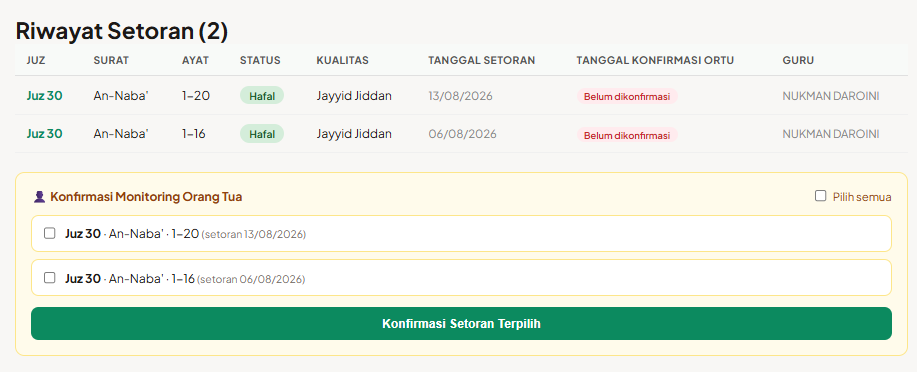 Riwayat Setoran (2)
JUZ SURAT AYAT STATUS KUALITAS TANGGAL SETORAN TANGGAL KONFIRMASI ORTU GURU
Juz 30 An-Naba' 1–20 Hafal Jayyid Jiddan 13/08/2026 Belum dikonfirmasi NUKMAN DAROINI
Juz 30 An-Naba' 1–16 Hafal Jayyid Jiddan 06/08/2026 Belum dikonfirmasi NUKMAN DAROINI
Konfirmasi Monitoring Orang Tua Pilih semua
Juz 30 · An-Naba' · 1–20 (setoran 13/08/2026)
Juz 30 · An-Naba' · 1–16 (setoran 06/08/2026)
Konfirmasi Setoran Terpilih